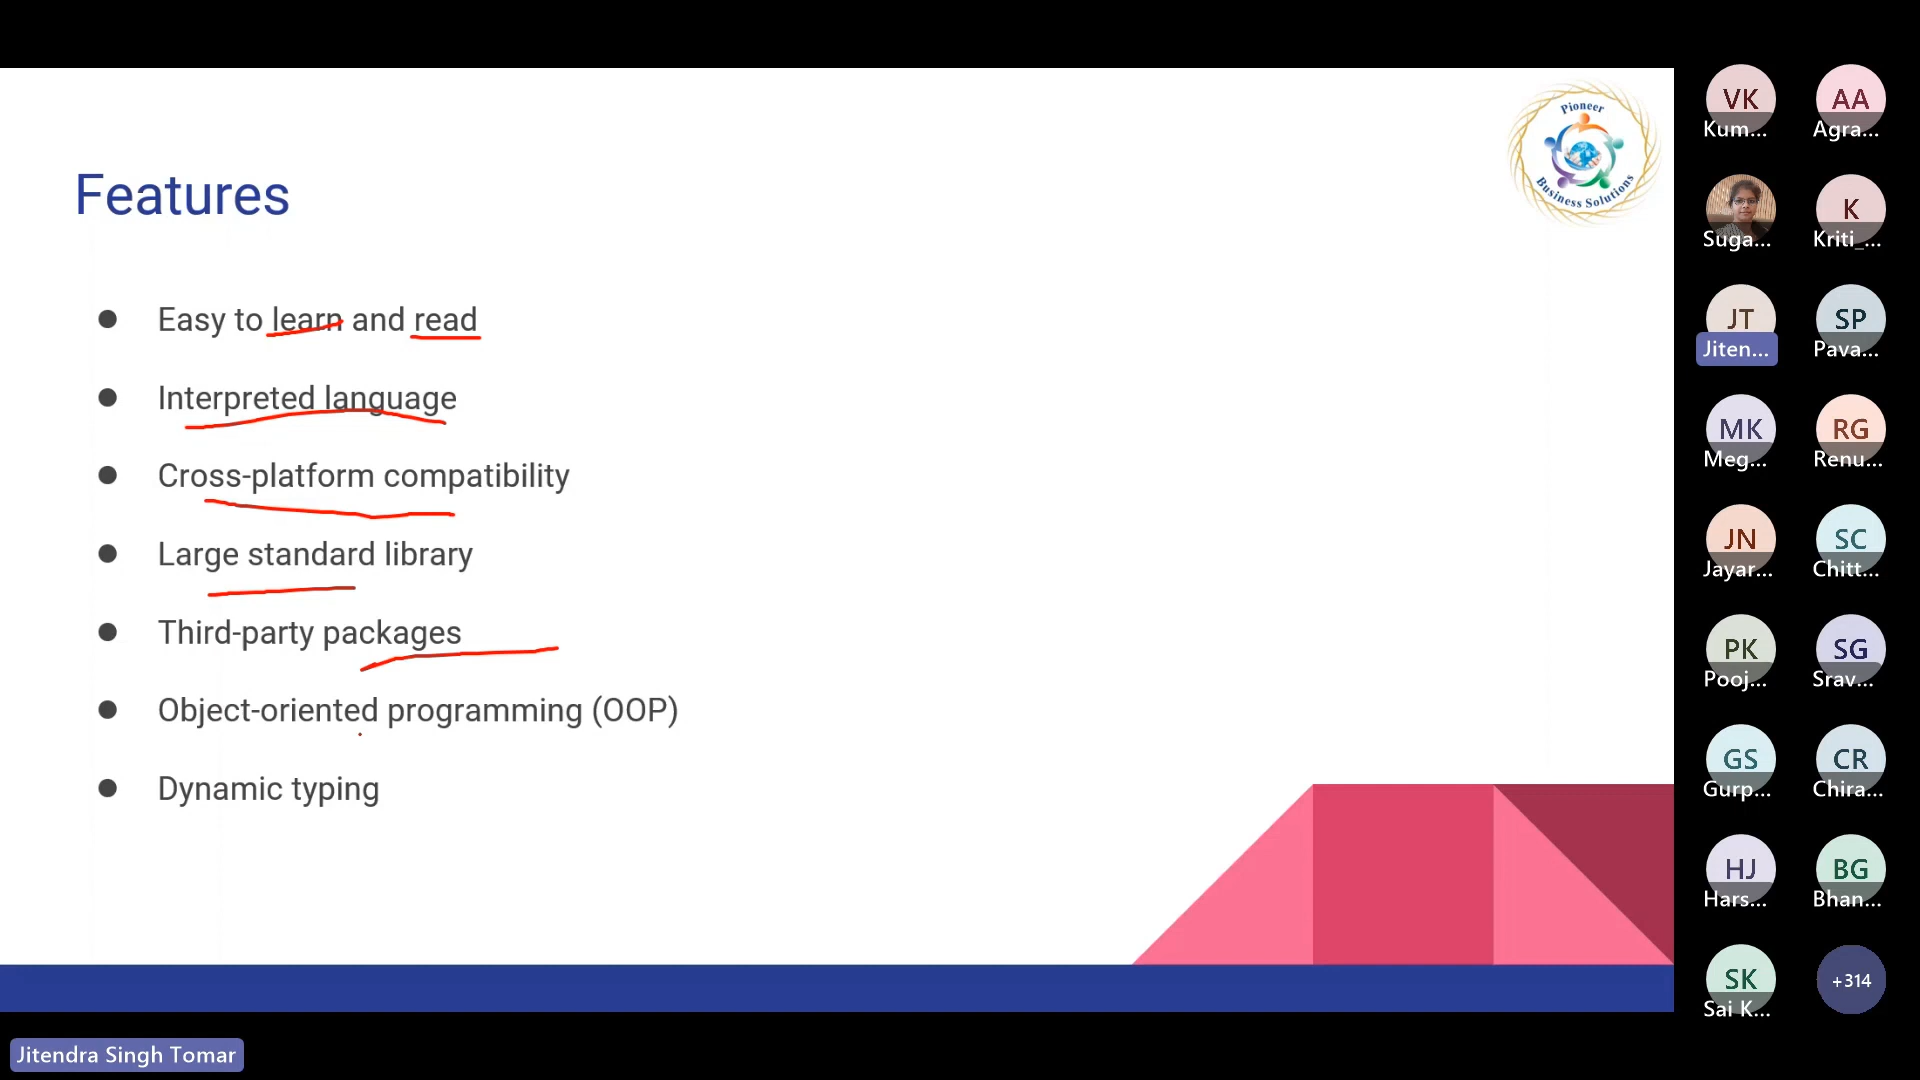 Pioneer
Business Solutions
Features
Easy to learn and read
Interpreted language
Cross-platform compatibility
Large standard library
Third-party packages
Object-oriented programming (OOP)
Dynamic typing
VK
Kum...
AA
Agra...
Suga...
K
Kriti_...
JT
Jiten...
SP
Pava...
MK
Meg...
RG
Renu...
JN
Jayar...
SC
Chitt...
PK
Pooj...
SG
Srav...
GS
Gurp...
CR
Chira...
HJ
Hars...
BG
Bhan...
SK
Sai K...
+314
Jitendra Singh Tomar